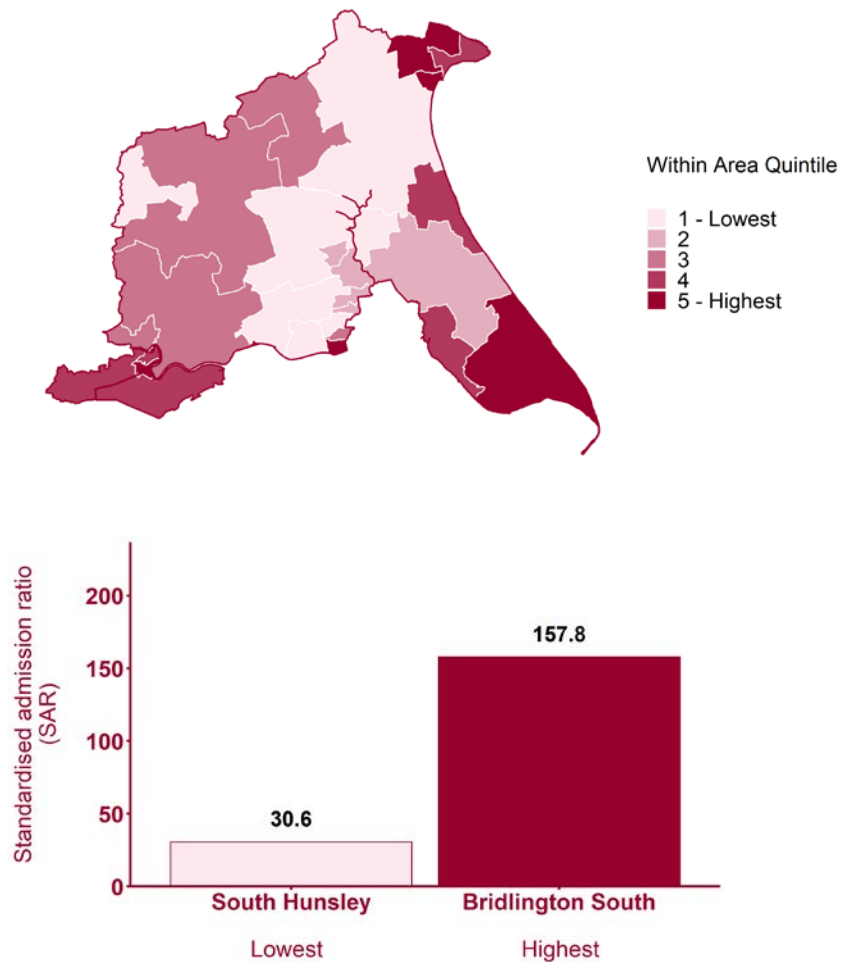 Within Area Quintile
1 - Lowest
2
3
4
5 - Highest
Standardised admission ratio
(SAR)
200
150
100
50
0
30.6
157.8
South Hunsley
Bridlington South
Lowest
Highest